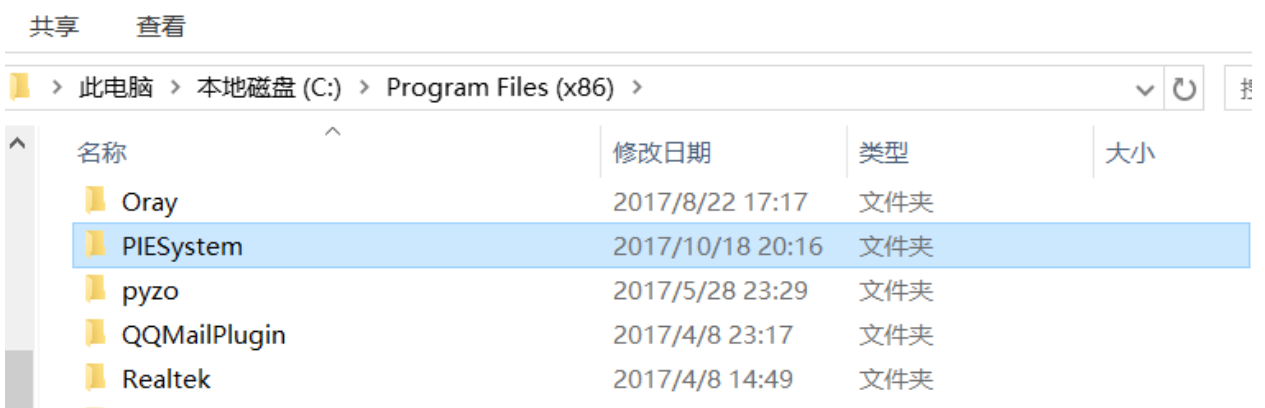 共享 查看
此电脑 > 本地磁盘 (C:) > Program Files (x86) >
名称 修改日期 类型 大小
Oray 2017/8/22 17:17 文件夹
PIESystem 2017/10/18 20:16 文件夹
pyzo 2017/5/28 23:29 文件夹
QQMailPlugin 2017/4/8 23:17 文件夹
Realtek 2017/4/8 14:49 文件夹